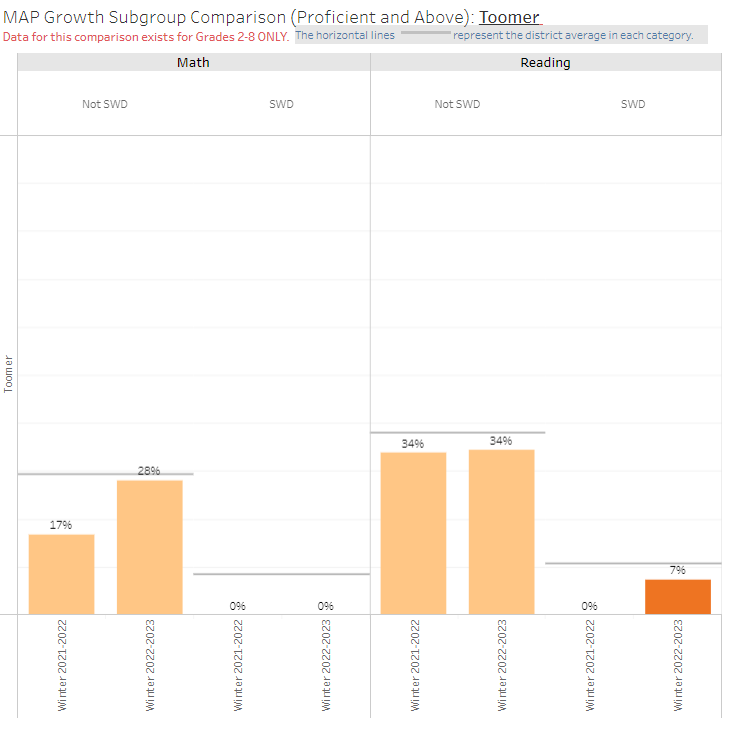 MAP Growth Subgroup Comparison (Proficient and Above): Toomer
Data for this comparison exists for Grades 2-8 ONLY. The horizontal lines represent the district average in each category.
Math Reading
Not SWD SWD Not SWD SWD
Toomer
17% 28% 0% 0% 34% 34% 0% 7%
Winter 2021-2022 Winter 2022-2023 Winter 2021-2022 Winter 2022-2023 Winter 2021-2022 Winter 2022-2023 Winter 2021-2022 Winter 2022-2023